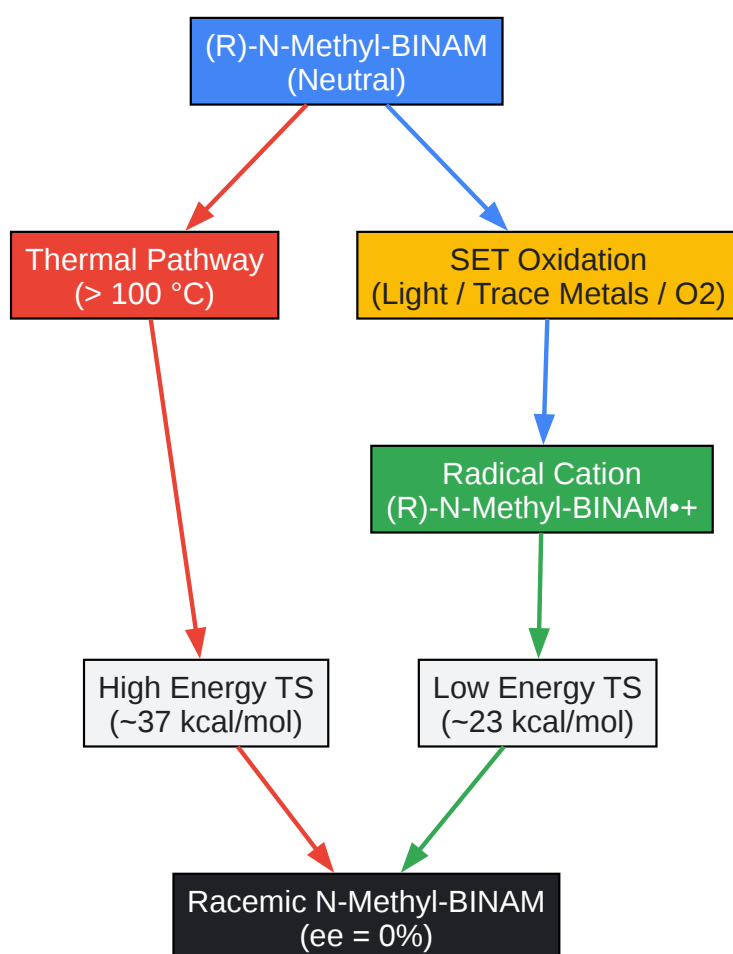 (R)-N-Methyl-BINAM
(Neutral)
Thermal Pathway
(> 100 °C)
SET Oxidation
(Light / Trace Metals / O2)
Radical Cation
(R)-N-Methyl-BINAM•+
High Energy TS
(~37 kcal/mol)
Low Energy TS
(~23 kcal/mol)
Racemic N-Methyl-BINAM
(ee = 0%)